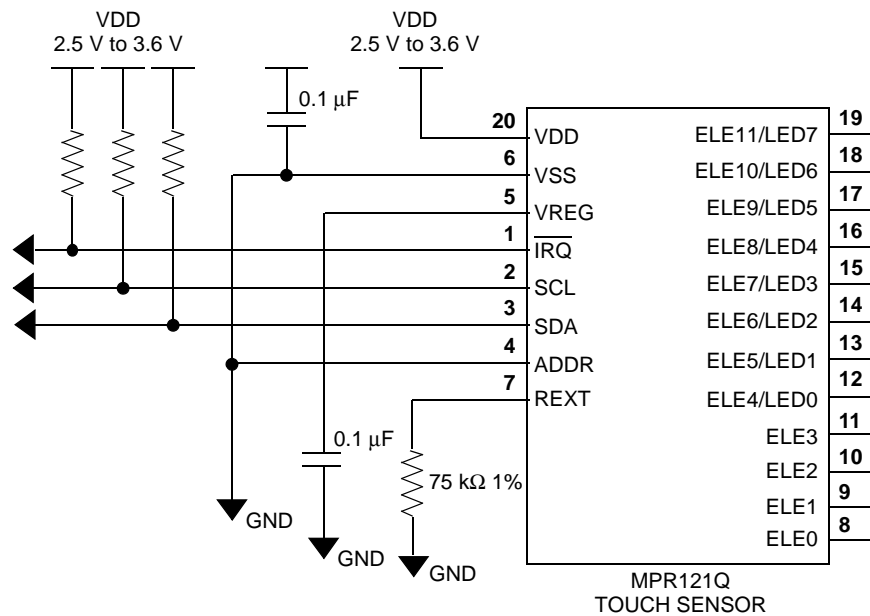 VDD
2.5 V to 3.6 V
VDD
2.5 V to 3.6 V
0.1 μF
20
VDD
6
VSS
5
VREG
1
IRQ
2
SCL
3
SDA
4
ADDR
7
REXT
0.1 μF
75 kΩ 1%
GND
GND
GND
ELE11/LED7
19
ELE10/LED6
18
ELE9/LED5
17
ELE8/LED4
16
ELE7/LED3
15
ELE6/LED2
14
ELE5/LED1
13
ELE4/LED0
12
ELE3
11
ELE2
10
ELE1
9
ELE0
8
MPR121Q
TOUCH SENSOR